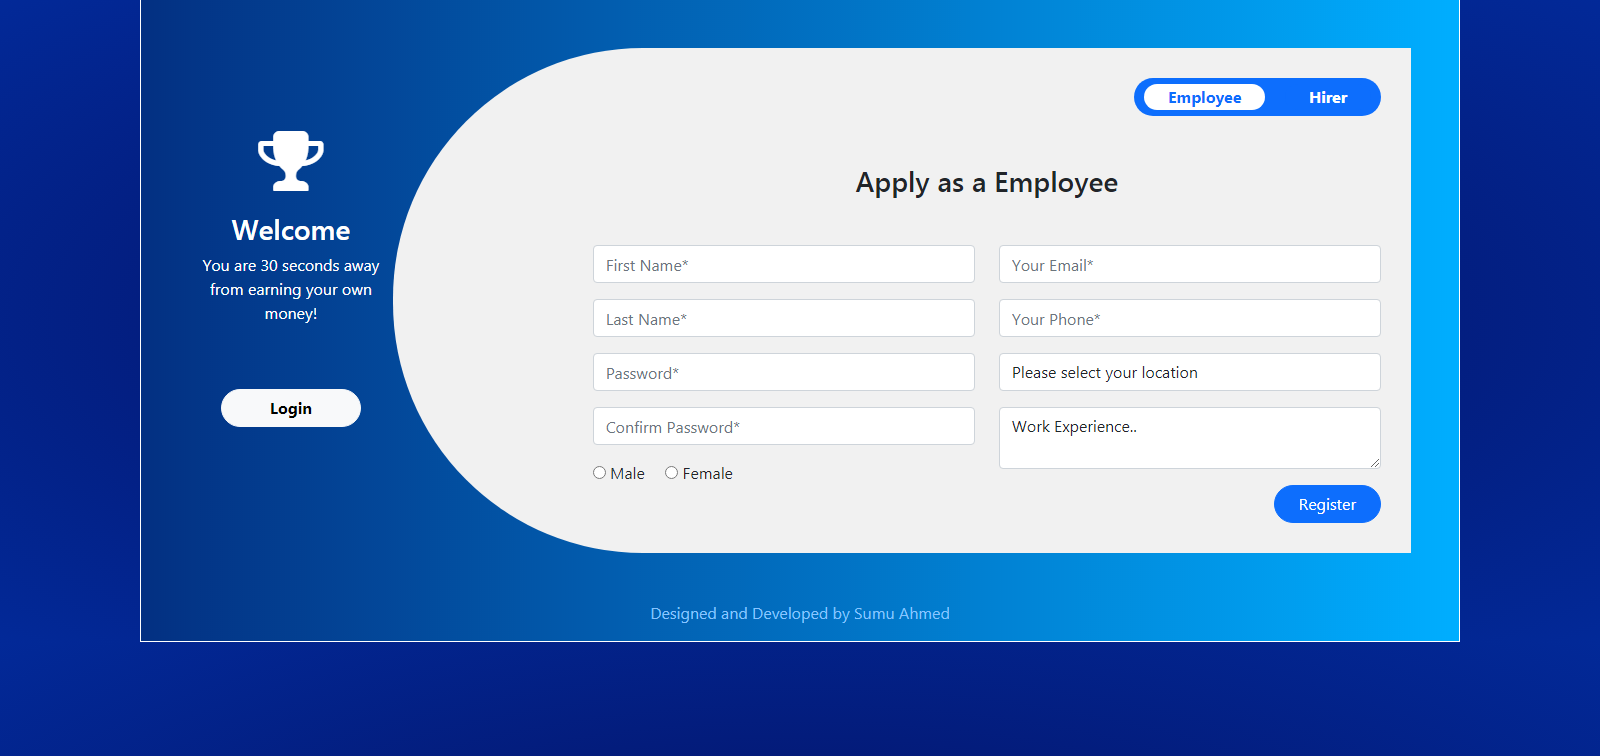 Welcome
You are 30 seconds away
from earning your own
money!
Login
Employee
Hirer
Apply as a Employee
First Name*
Your Email*
Last Name*
Your Phone*
Password*
Please select your location
Confirm Password*
Work Experience..
Male
Female
Register
Designed and Developed by Sumu Ahmed